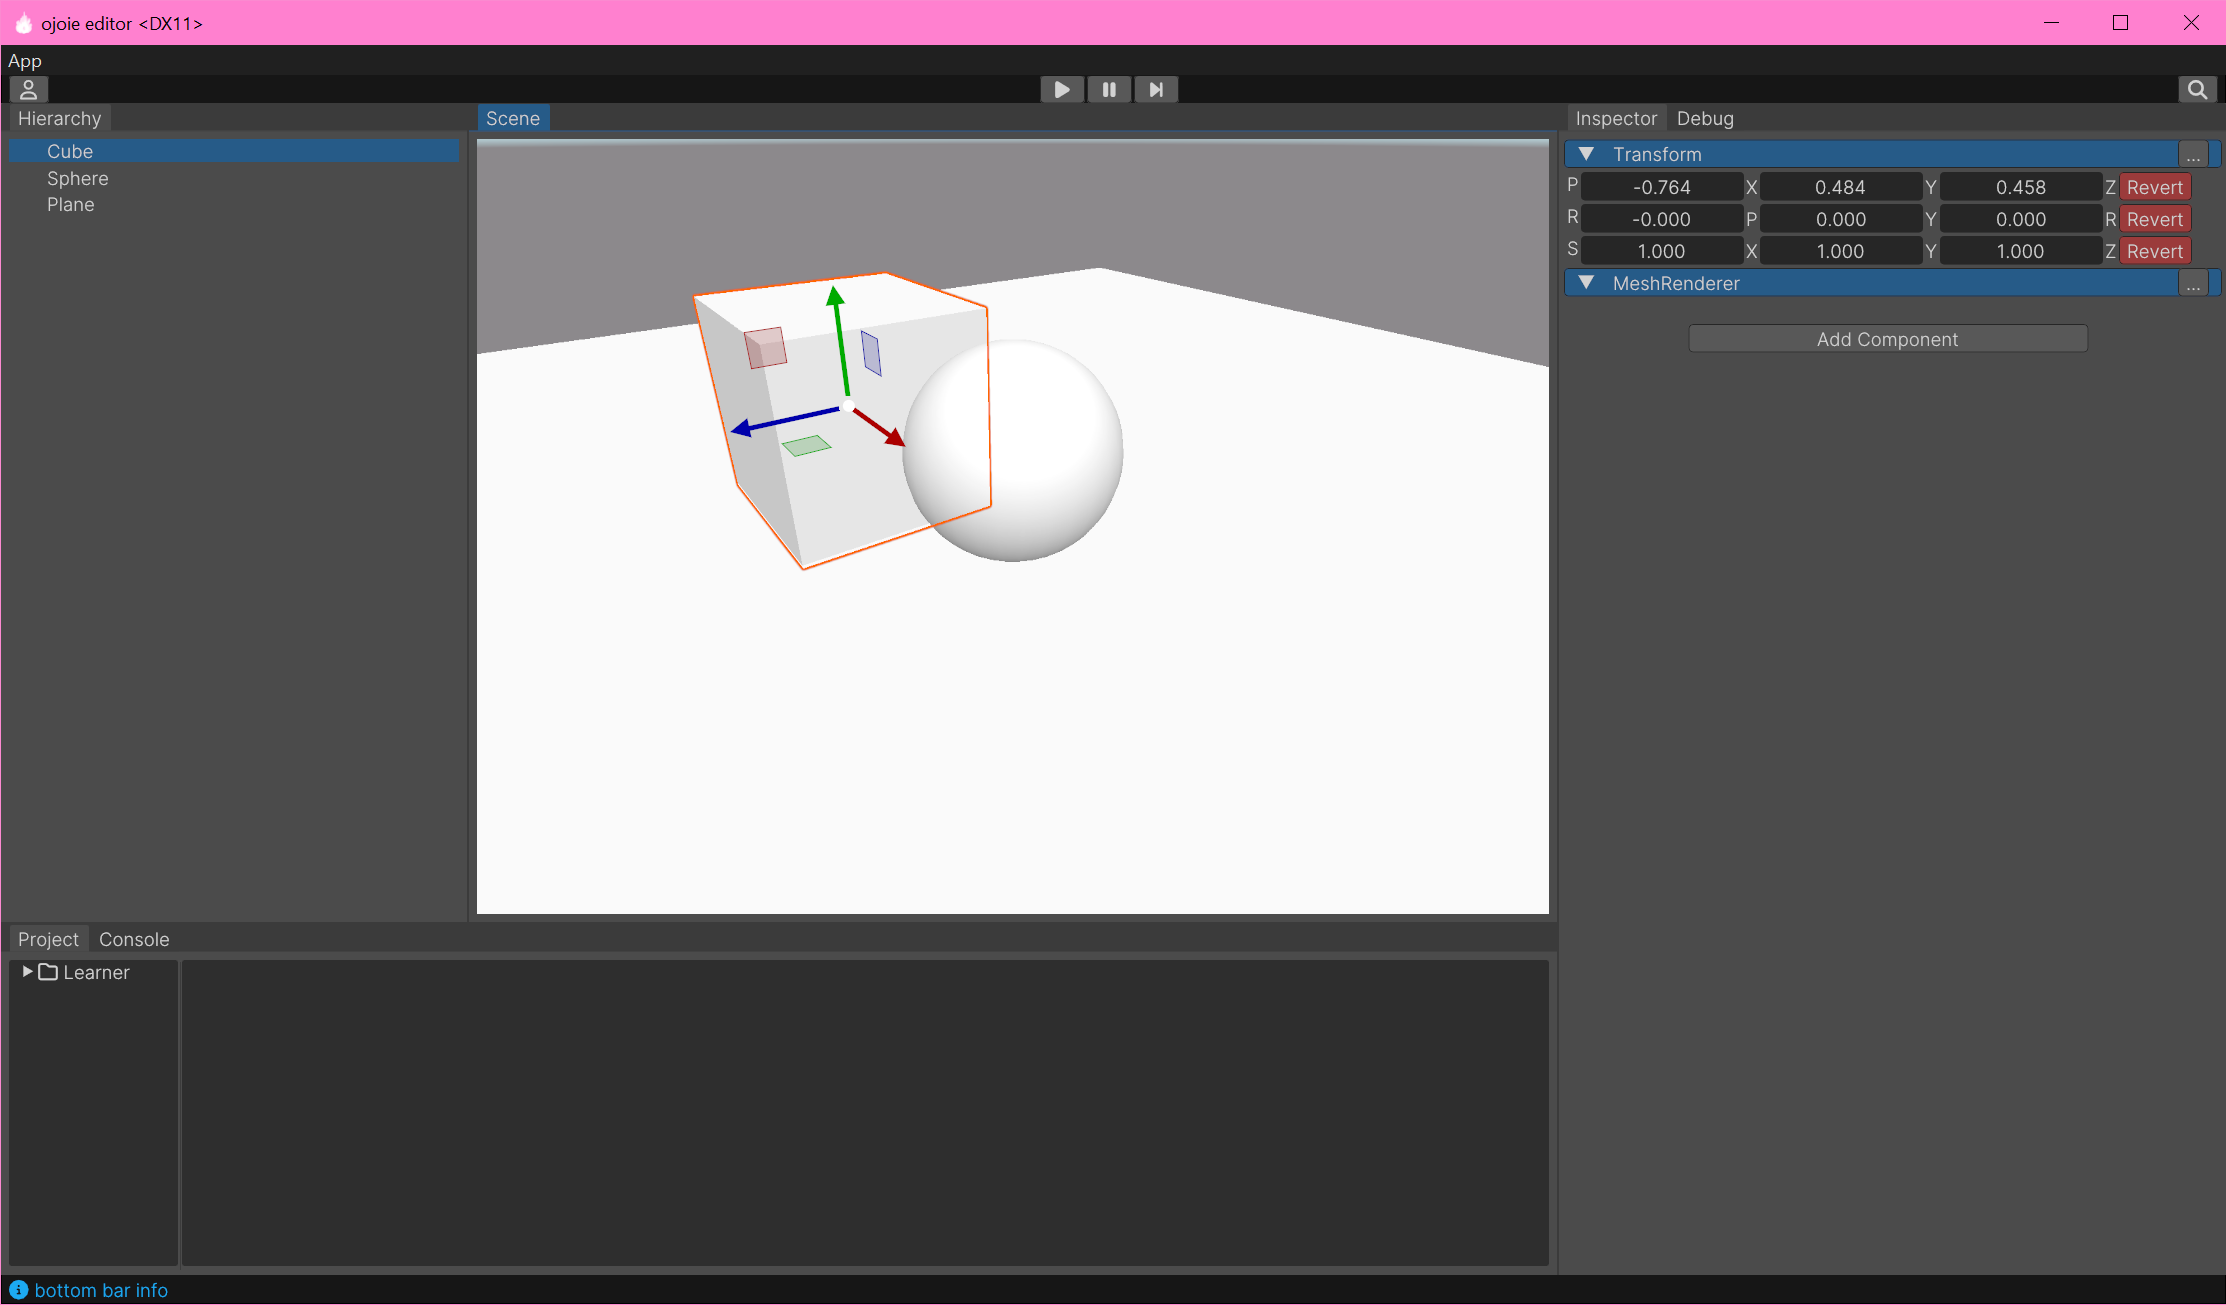 ojoie editor <DX11>
App
Hierarchy
Cube
Sphere
Plane
Scene
Inspector Debug
Transform ...
P -0.764 X 0.484 Y 0.458 Z Revert
R -0.000 P 0.000 Y 0.000 R Revert
S 1.000 X 1.000 Y 1.000 Z Revert
MeshRenderer ...
Add Component
Project Console
Learner
bottom bar info